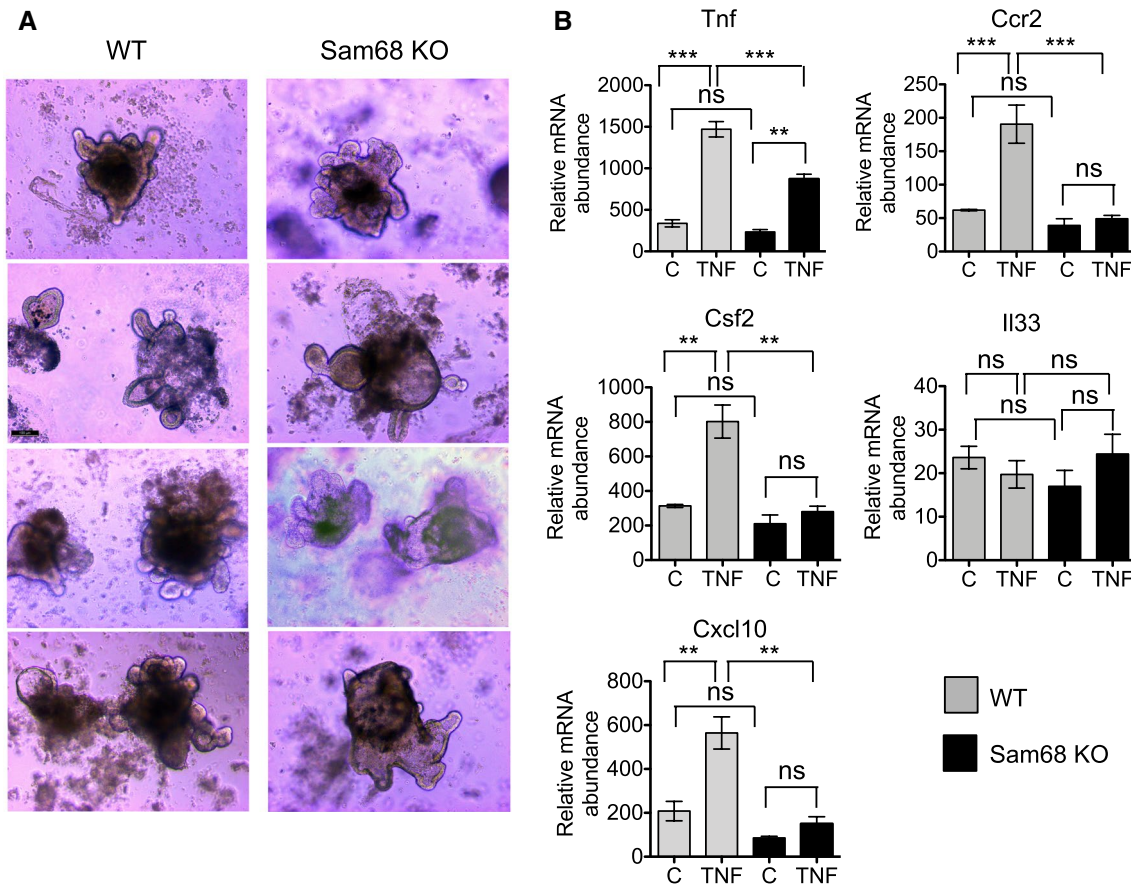 A
WT
Sam68 KO
B
Tnf
*** ***
ns
**
Relative mRNA
abundance
2000
1500
1000
500
0
C TNF C TNF
Ccr2
*** ***
ns
ns
Relative mRNA
abundance
250
200
150
100
50
0
C TNF C TNF
Csf2
** **
ns
ns
Relative mRNA
abundance
1000
800
600
400
200
0
C TNF C TNF
Il33
ns ns
ns ns
Relative mRNA
abundance
40
30
20
10
0
C TNF C TNF
Cxcl10
** **
ns
ns
Relative mRNA
abundance
800
600
400
200
0
C TNF C TNF
WT
Sam68 KO